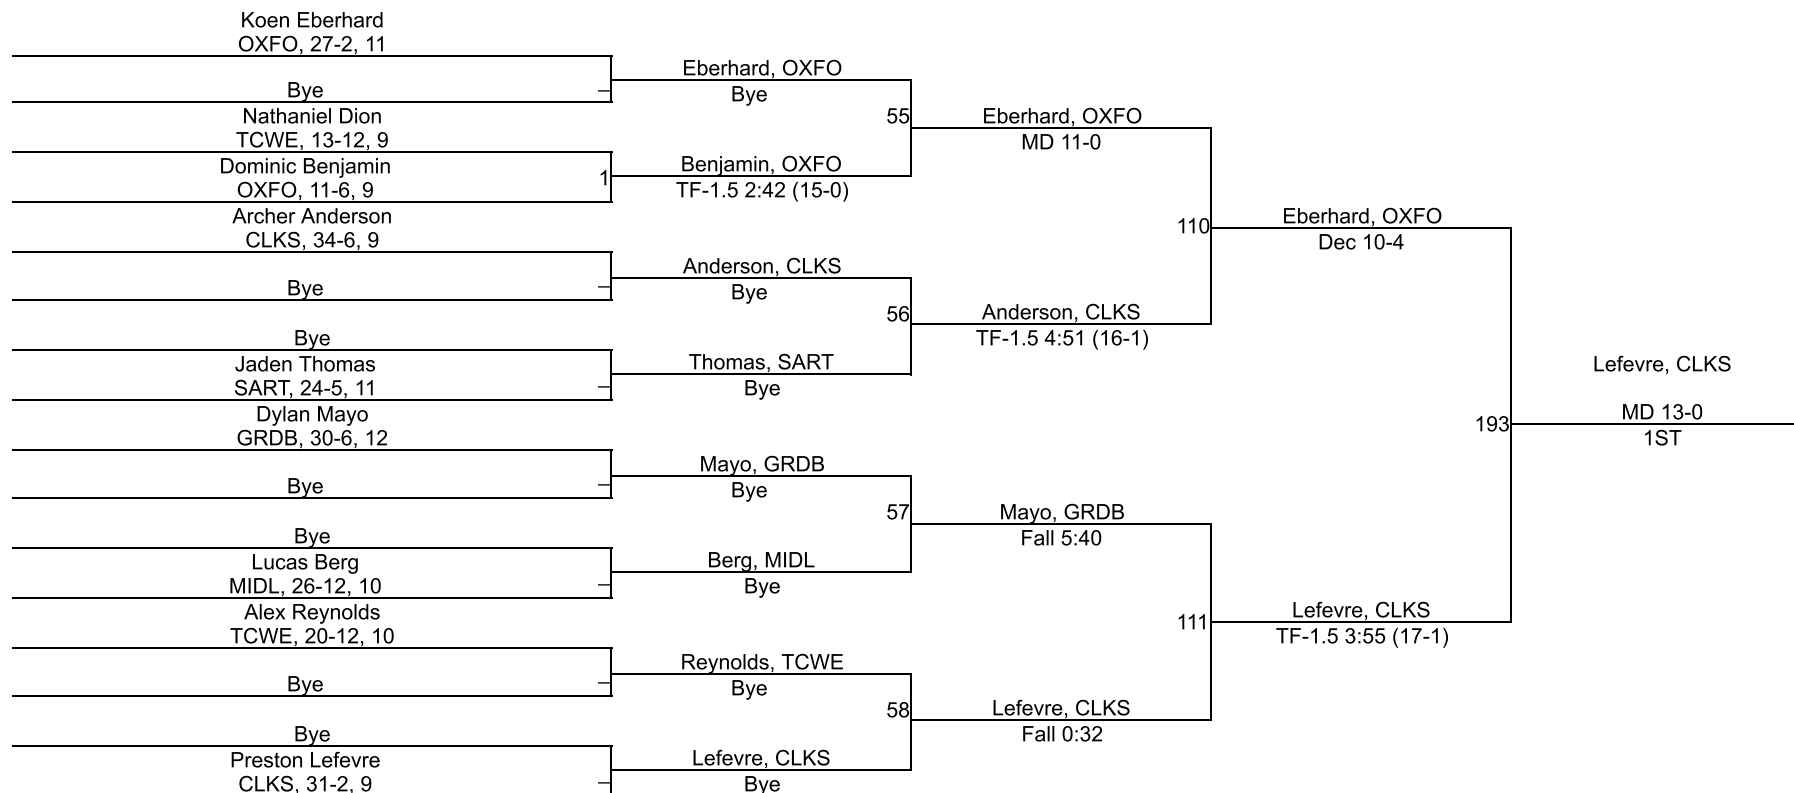 Koen Eberhard
OXFO, 27-2, 11
Bye
Nathaniel Dion
TCWE, 13-12, 9
Dominic Benjamin
OXFO, 11-6, 9
1
Archer Anderson
CLKS, 34-6, 9
Bye
Bye
Jaden Thomas
SART, 24-5, 11
Dylan Mayo
GRDB, 30-6, 12
Bye
Bye
Lucas Berg
MIDL, 26-12, 10
Alex Reynolds
TCWE, 20-12, 10
Bye
Bye
Preston Lefevre
CLKS, 31-2, 9
Eberhard, OXFO
Bye
55
Benjamin, OXFO
TF-1.5 2:42 (15-0)
Anderson, CLKS
Bye
56
Thomas, SART
Bye
Mayo, GRDB
Bye
57
Berg, MIDL
Bye
Reynolds, TCWE
Bye
58
Lefevre, CLKS
Bye
Eberhard, OXFO
MD 11-0
110
Anderson, CLKS
TF-1.5 4:51 (16-1)
Mayo, GRDB
Fall 5:40
111
Lefevre, CLKS
Fall 0:32
Eberhard, OXFO
Dec 10-4
193
Lefevre, CLKS
TF-1.5 3:55 (17-1)
Lefevre, CLKS
MD 13-0
1ST